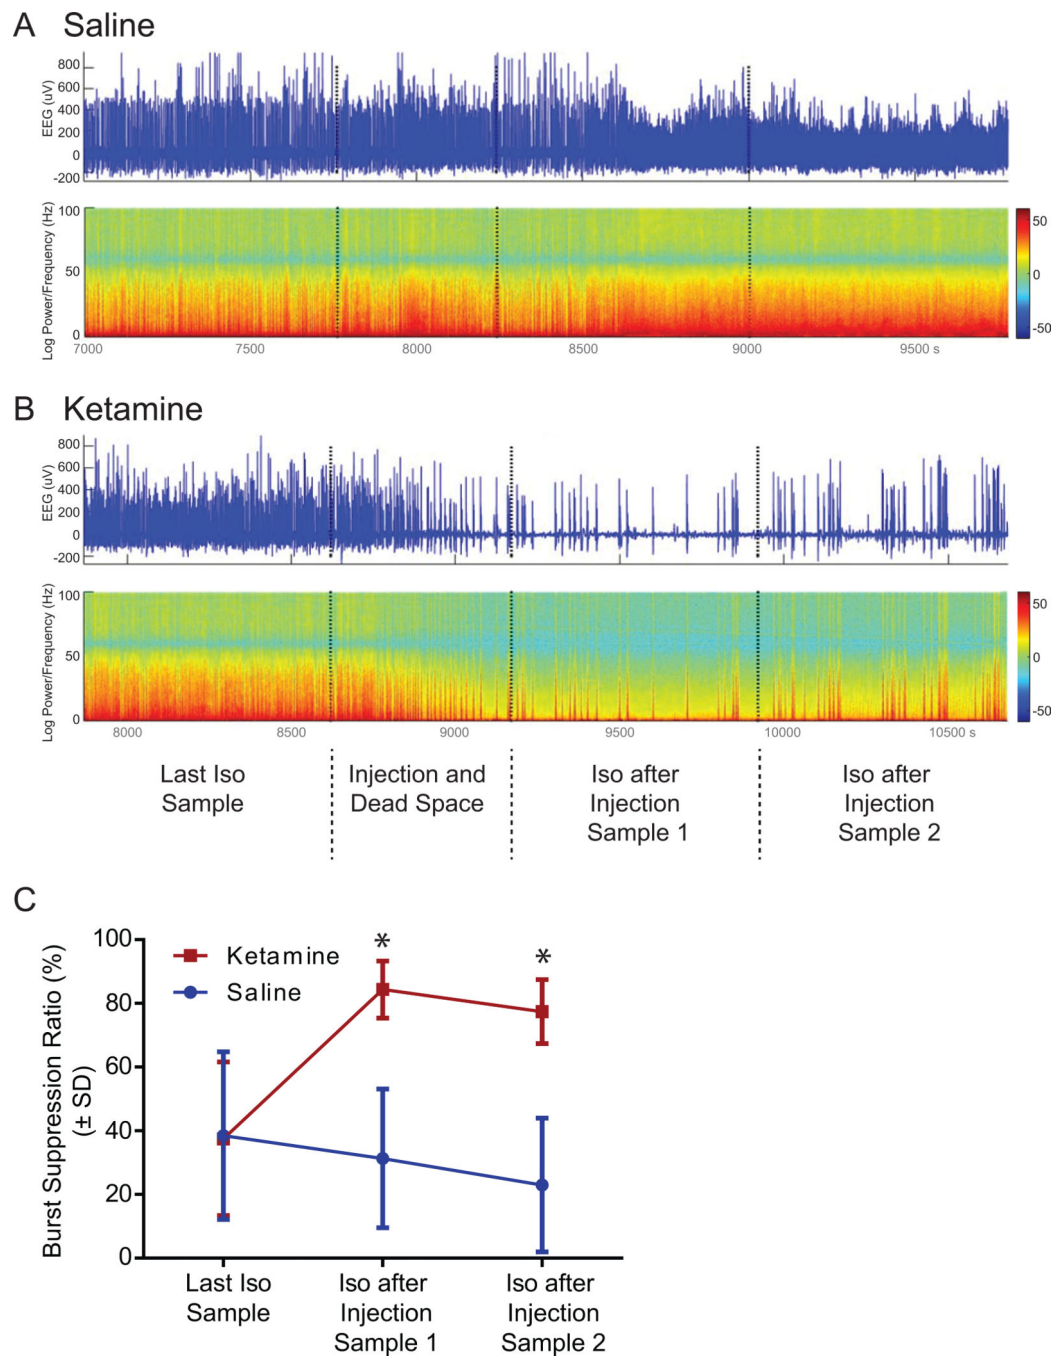 A Saline
EEG (uV)
800
600
400
200
0
-200
Log Power/Frequency (Hz)
100
50
0
50
0
-50
7000 7500 8000 8500 9000 9500 s
B Ketamine
EEG (uV)
800
600
400
200
0
-200
Log Power/Frequency (Hz)
100
50
0
50
0
-50
8000 8500 9000 9500 10000 10500 s
Last Iso
Sample
Injection and
Dead Space
Iso after
Injection
Sample 1
Iso after
Injection
Sample 2
C
Burst Suppression Ratio (%)
(± SD)
100
80
60
40
20
0
Ketamine
Saline
*
*
Last Iso
Sample
Iso after
Injection
Sample 1
Iso after
Injection
Sample 2